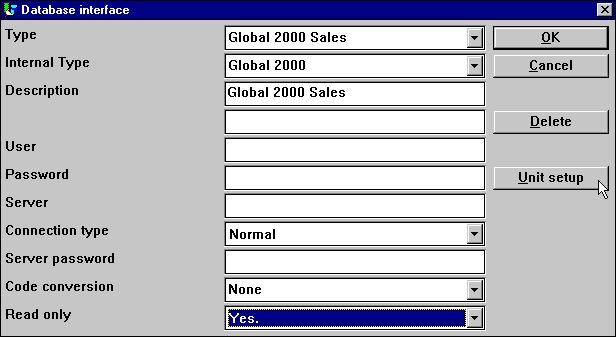 Database interface
Type Global 2000 Sales OK
Internal Type Global 2000 Cancel
Description Global 2000 Sales
Delete
User
Password Unit setup
Server
Connection type Normal
Server password
Code conversion None
Read only Yes.